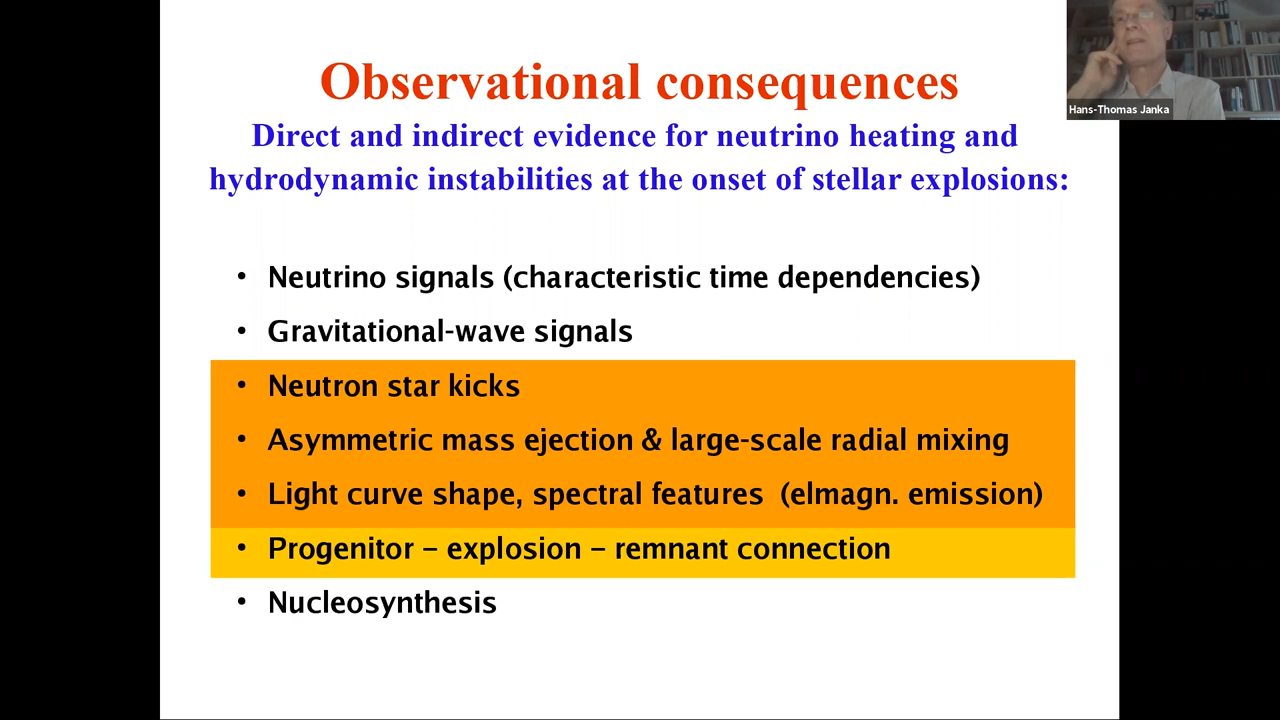 Observational consequences
Direct and indirect evidence for neutrino heating and
hydrodynamic instabilities at the onset of stellar explosions:
• Neutrino signals (characteristic time dependencies)
• Gravitational-wave signals
• Neutron star kicks
• Asymmetric mass ejection & large-scale radial mixing
• Light curve shape, spectral features (elmagn. emission)
• Progenitor – explosion – remnant connection
• Nucleosynthesis
Hans-Thomas Janka